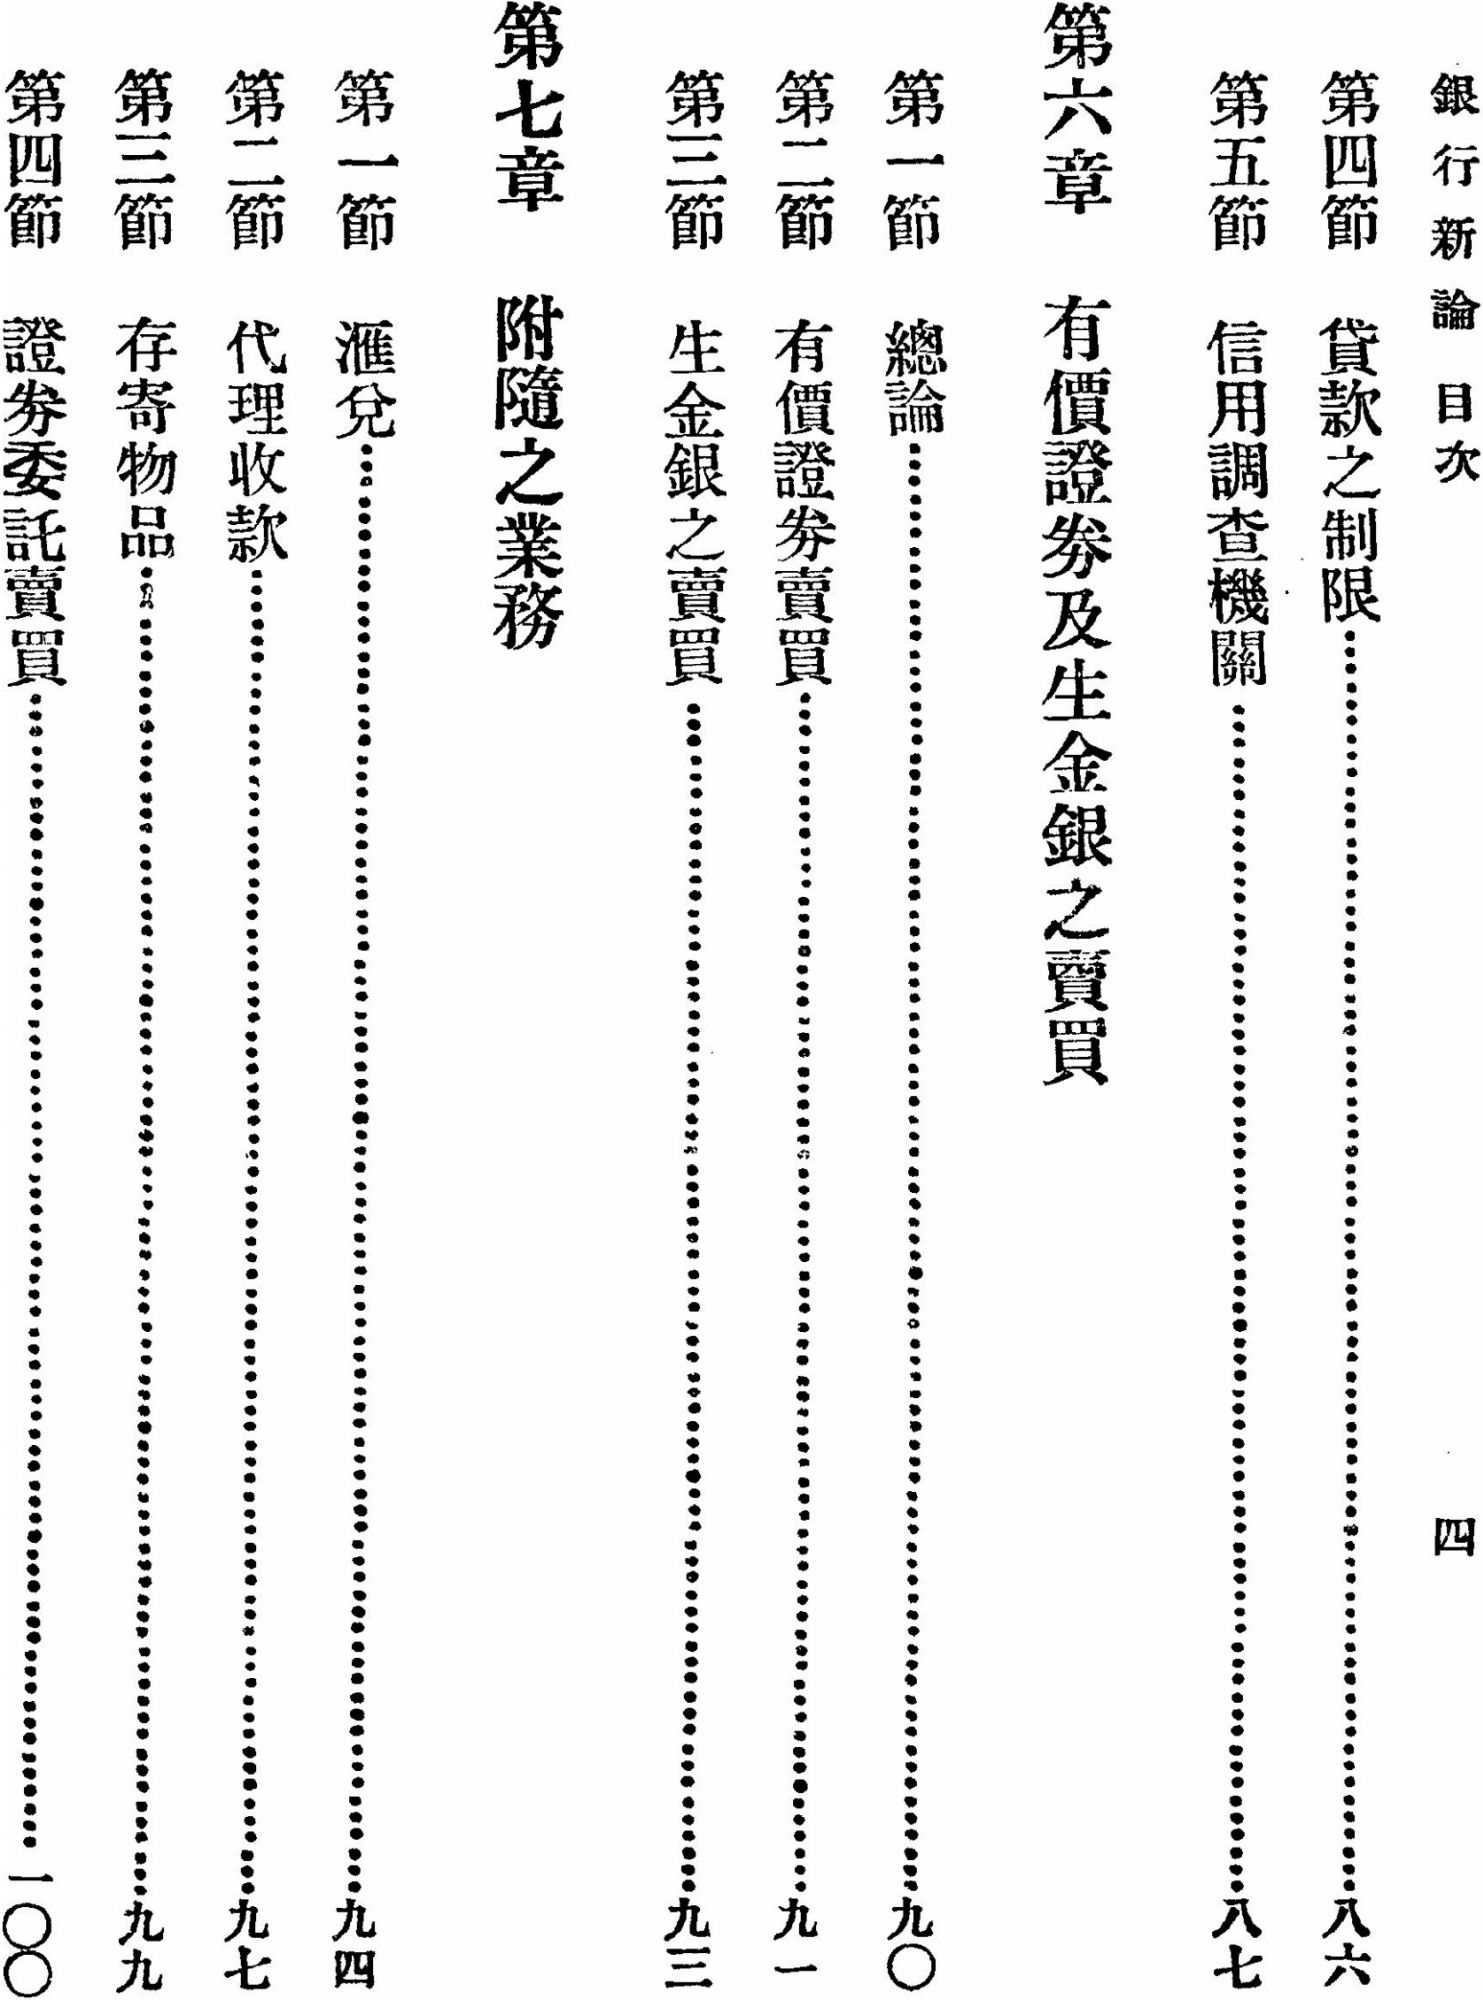 銀行新論 目次 四
第四節 貸款之制限……八六
第五節 信用調查機關……八七
第六章 有價證券及生金銀之賣買
第一節 總論……九〇
第二節 有價證券賣買……九一
第三節 生金銀之賣買……九三
第七章 附隨之業務
第一節 滙兌……九四
第二節 代理收款……九七
第三節 存寄物品……九九
第四節 證券委託賣買……一〇〇